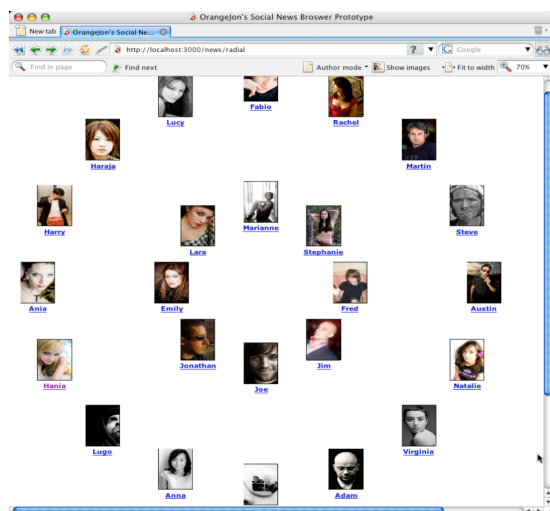 OrangeJon's Social News Broswer Prototype
New tab OrangeJon's Social Ne...
http://localhost:3000/news/radial ? Google
Find in page Find next Author mode Show images Fit to width 70%
Lucy Fabio Rachel
Haraja Martin
Harry Lara Marianne Stephanie Steve
Ania Emily Fred Austin
Jonathan Joe Jim
Hania Natalie
Lugo Virginia
Anna Adam